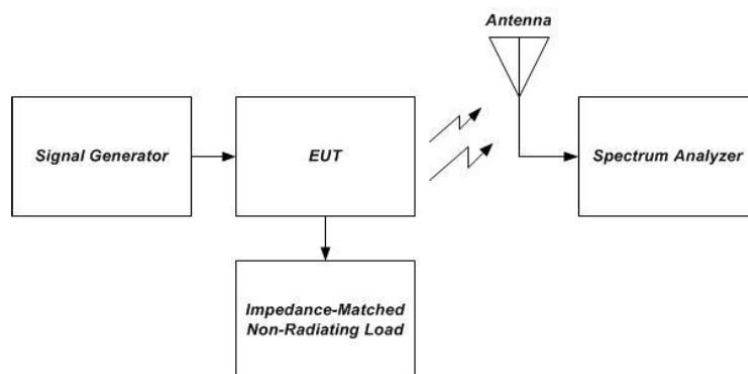 Antenna
Signal Generator
EUT
Spectrum Analyzer
Impedance-Matched
Non-Radiating Load